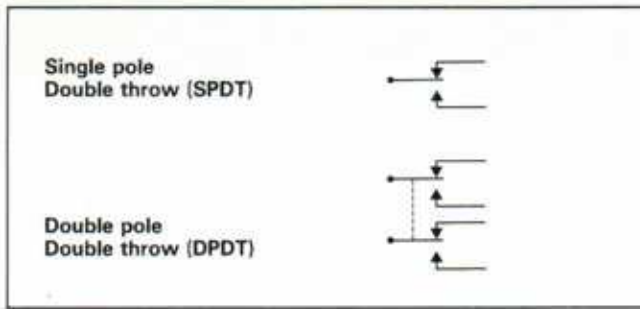 Single pole
Double throw (SPDT)
Double pole
Double throw (DPDT)